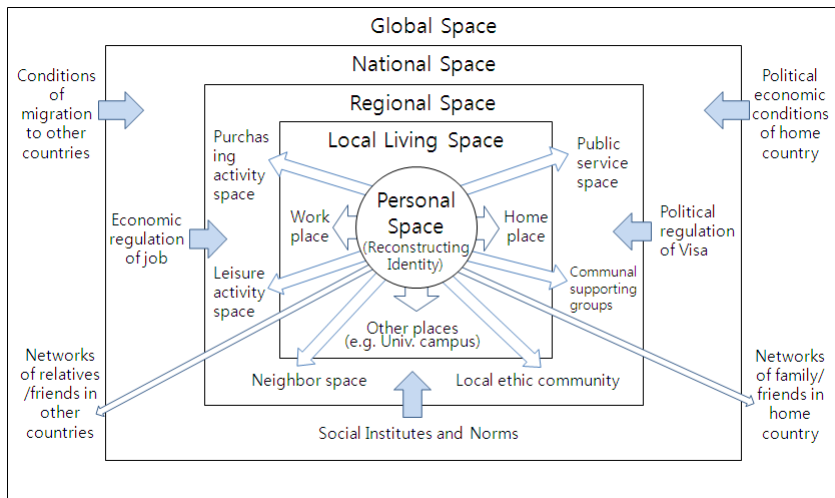 Global Space
National Space
Regional Space
Local Living Space
Conditions
of
migration
to other
countries
Political
economic
conditions
of home
country
Purchas
ing
activity
space
Public
service
space
Personal
Space
(Reconstructing
Identity)
Work
place
Home
place
Economic
regulation
of job
Political
regulation
of Visa
Leisure
activity
space
Communal
supporting
groups
Other places
(e.g. Univ. campus)
Networks
of relatives
/friends in
other
countries
Neighbor space
Local ethic community
Networks
of family/
friends in
home
country
Social Institutes and Norms